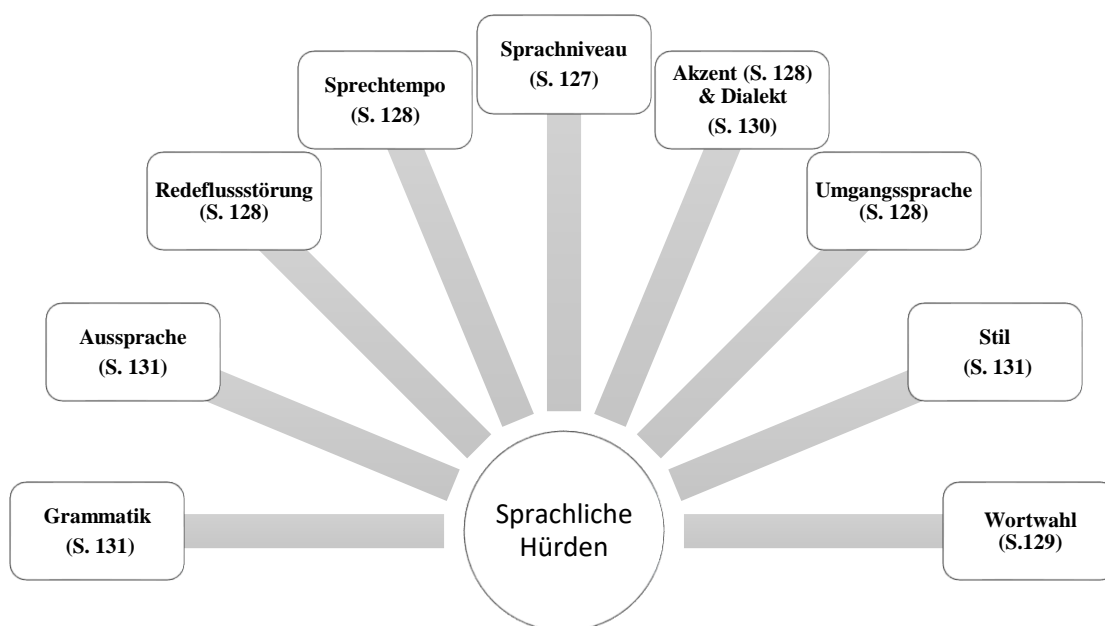 Sprachniveau
(S. 127)
Sprechtempo
(S. 128)
Akzent (S. 128)
& Dialekt
(S. 130)
Redeflussstörung
(S. 128)
Umgangssprache
(S. 128)
Aussprache
(S. 131)
Stil
(S. 131)
Grammatik
(S. 131)
Sprachliche
Hürden
Wortwahl
(S.129)